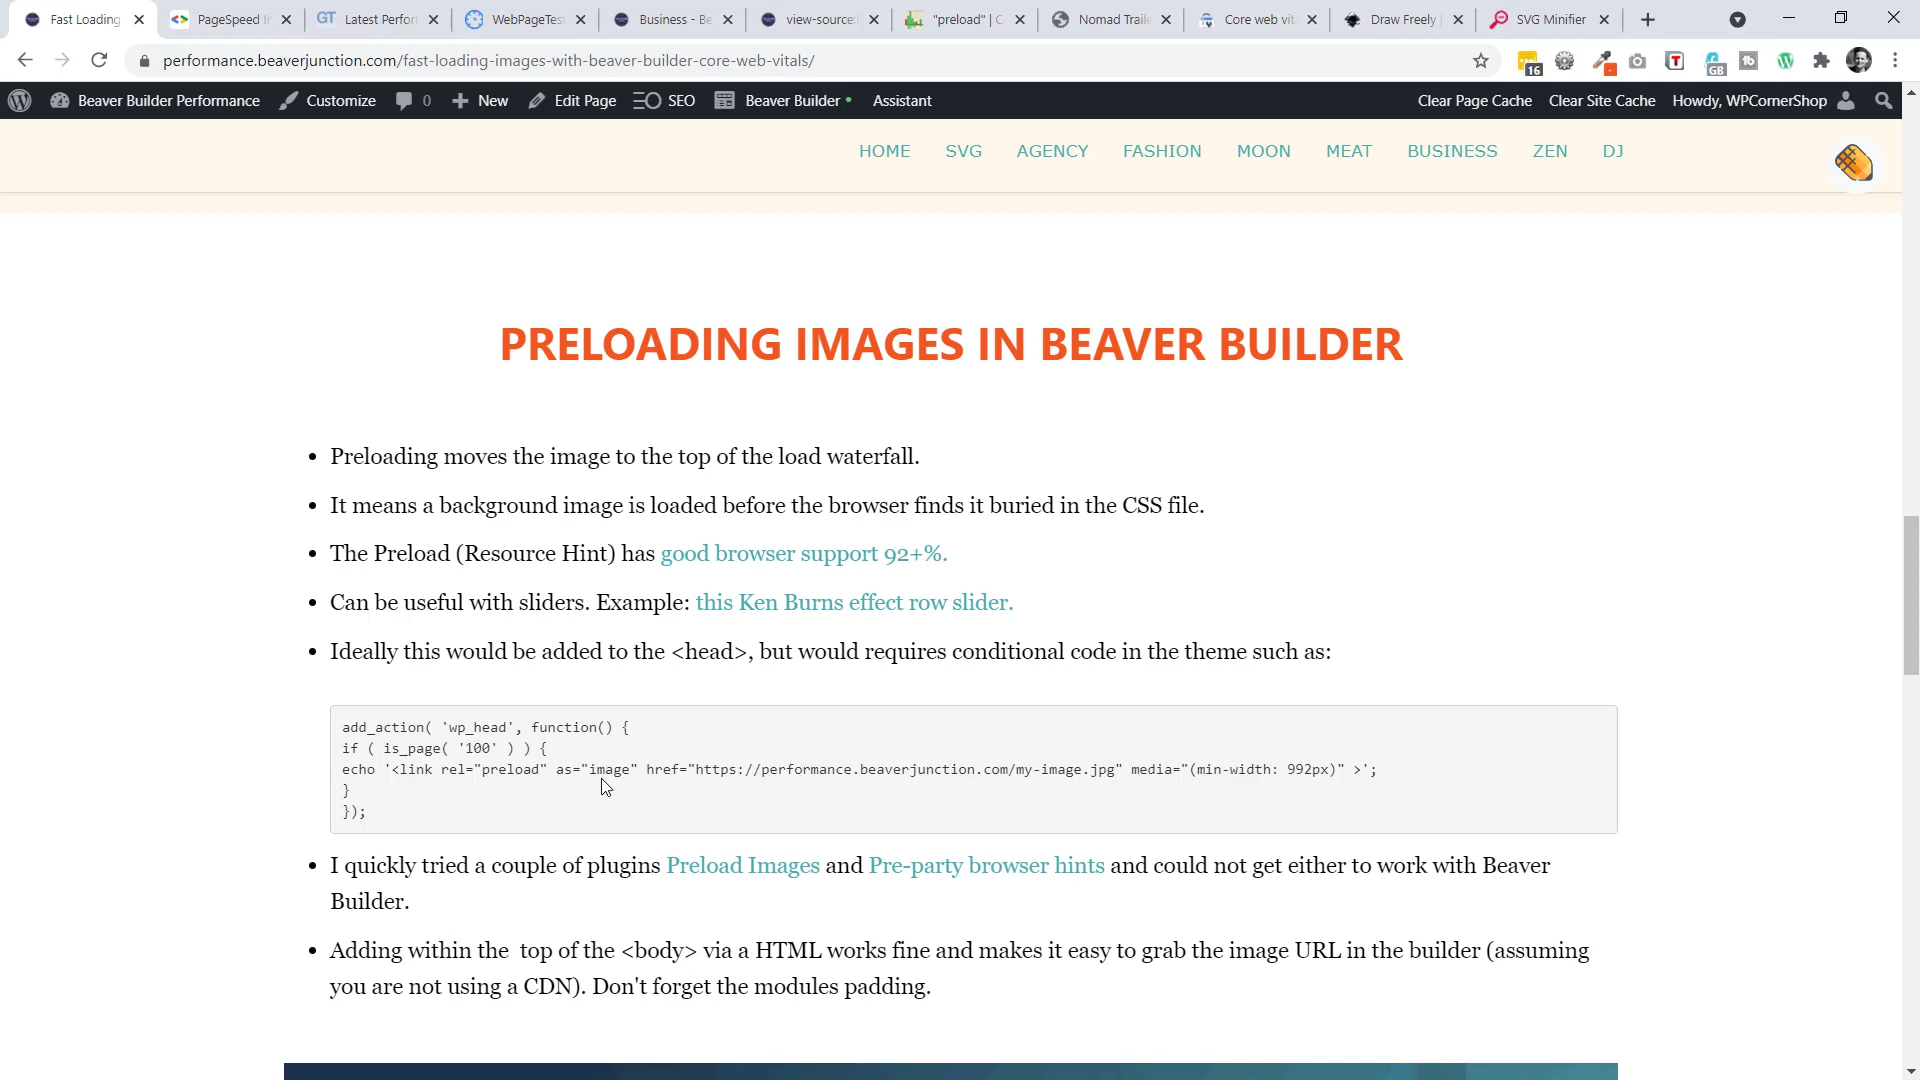 Fast Loading
PageSpeed I
GT Latest Perfor
WebPageTes
Business - Be
view-source:
"preload" | C
Nomad Traile
Core web vit
Draw Freely
SVG Minifier
performance.beaverjunction.com/fast-loading-images-with-beaver-builder-core-web-vitals/
16
GB
Beaver Builder Performance
Customize
0
New
Edit Page
SEO
Beaver Builder
Assistant
Clear Page Cache
Clear Site Cache
Howdy, WPCornerShop
HOME SVG AGENCY FASHION MOON MEAT BUSINESS ZEN DJ
PRELOADING IMAGES IN BEAVER BUILDER
• Preloading moves the image to the top of the load waterfall.
• It means a background image is loaded before the browser finds it buried in the CSS file.
• The Preload (Resource Hint) has good browser support 92+%.
• Can be useful with sliders. Example: this Ken Burns effect row slider.
• Ideally this would be added to the <head>, but would requires conditional code in the theme such as:
add_action( 'wp_head', function() {
if ( is_page( '100' ) ) {
echo '<link rel="preload" as="image" href="https://performance.beaverjunction.com/my-image.jpg" media="(min-width: 992px)" >';
}
});
• I quickly tried a couple of plugins Preload Images and Pre-party browser hints and could not get either to work with Beaver
Builder.
• Adding within the  top of the <body> via a HTML works fine and makes it easy to grab the image URL in the builder (assuming
you are not using a CDN). Don't forget the modules padding.